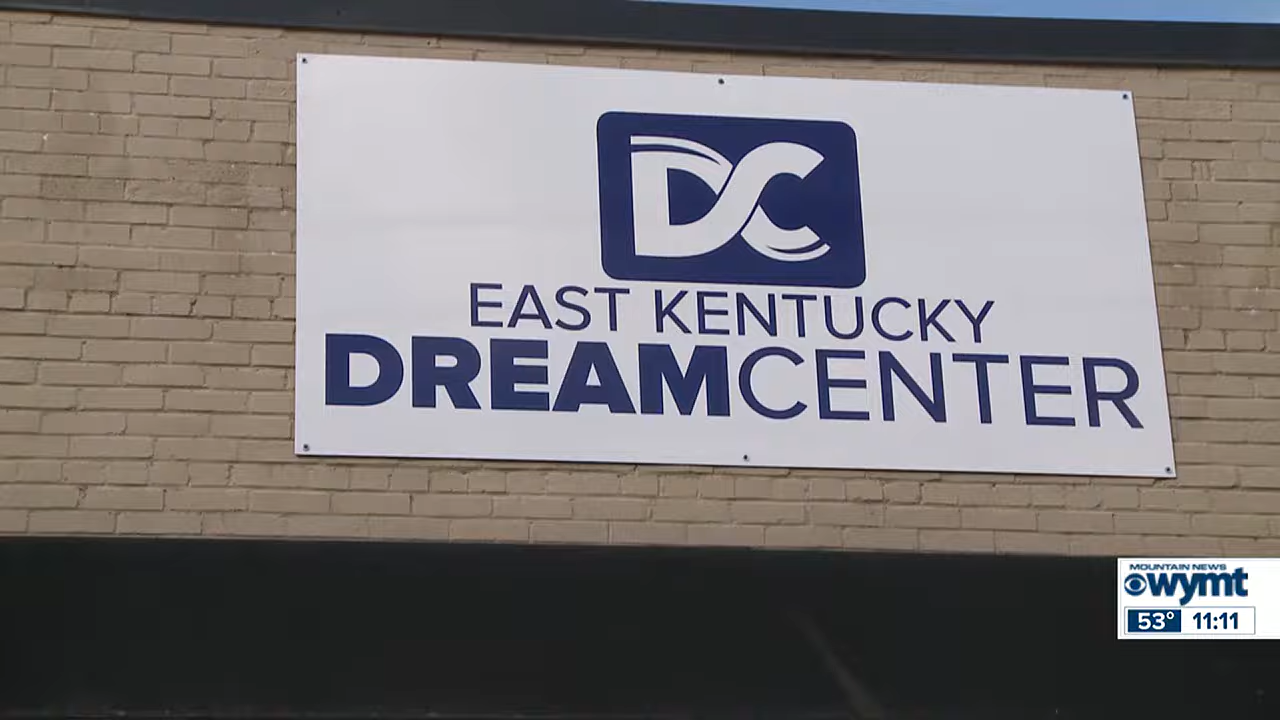 DC
EAST KENTUCKY
DREAMCENTER
MOUNTAIN NEWS
wymt
53° 11:11